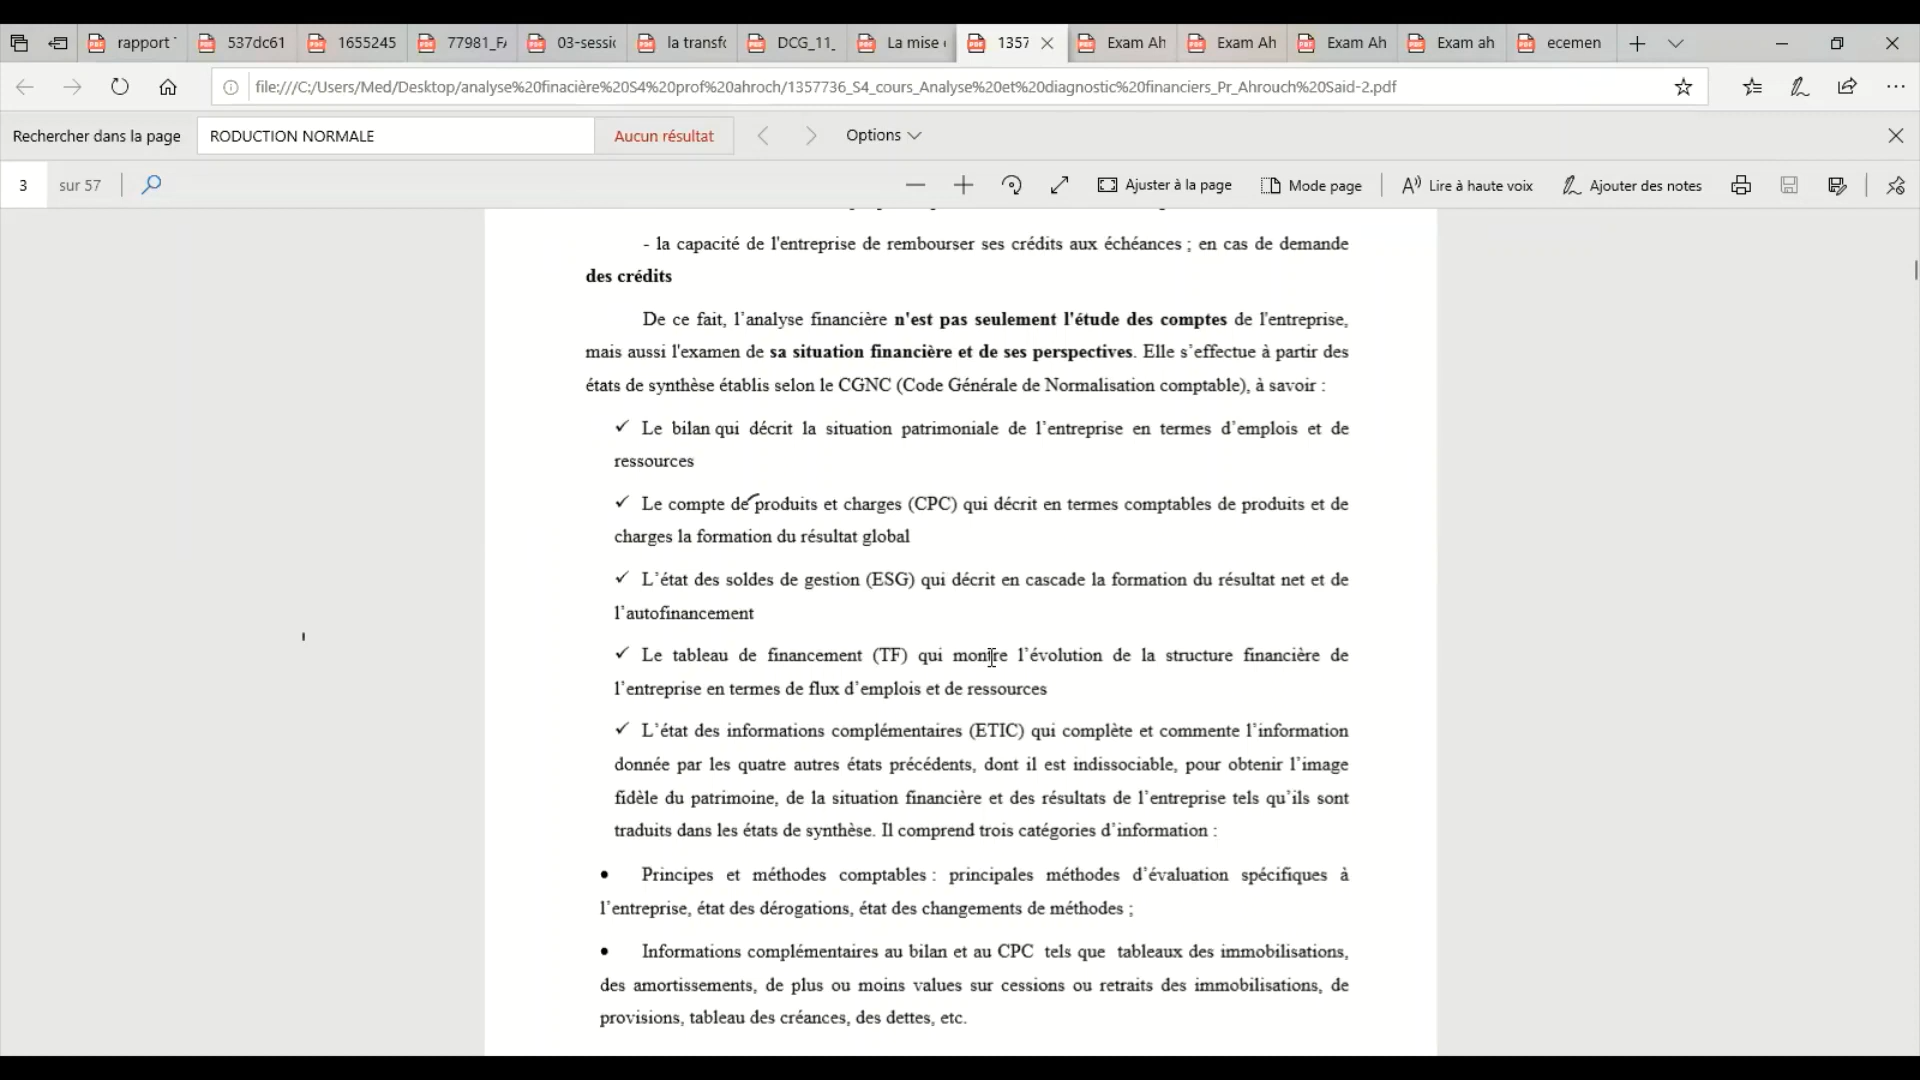 rapport
537dc61
1655245
77981_F
03-sessic
la transfo
DCG_11_
La mise
1357
Exam Ah
Exam Ah
Exam Ah
Exam ah
ecemen
file:///C:/Users/Med/Desktop/analyse%20finacière%20S4%20prof%20ahroch/1357736_S4_cours_Analyse%20et%20diagnostic%20financiers_Pr_Ahrouch%20Said-2.pdf
Rechercher dans la page
RODUCTION NORMALE
Aucun résultat
Options
3 sur 57
Ajuster à la page
Mode page
Lire à haute voix
Ajouter des notes
- la capacité de l'entreprise de rembourser ses crédits aux échéances ; en cas de demande
des crédits
De ce fait, l’analyse financière n'est pas seulement l'étude des comptes de l'entreprise,
mais aussi l'examen de sa situation financière et de ses perspectives. Elle s’effectue à partir des
états de synthèse établis selon le CGNC (Code Générale de Normalisation comptable), à savoir :
✓ Le bilan qui décrit la situation patrimoniale de l’entreprise en termes d’emplois et de
ressources
✓ Le compte de produits et charges (CPC) qui décrit en termes comptables de produits et de
charges la formation du résultat global
✓ L’état des soldes de gestion (ESG) qui décrit en cascade la formation du résultat net et de
l’autofinancement
✓ Le tableau de financement (TF) qui montre l’évolution de la structure financière de
l’entreprise en termes de flux d’emplois et de ressources
✓ L’état des informations complémentaires (ETIC) qui complète et commente l’information
donnée par les quatre autres états précédents, dont il est indissociable, pour obtenir l’image
fidèle du patrimoine, de la situation financière et des résultats de l’entreprise tels qu’ils sont
traduits dans les états de synthèse. Il comprend trois catégories d’information :
• Principes et méthodes comptables : principales méthodes d’évaluation spécifiques à
l’entreprise, état des dérogations, état des changements de méthodes ;
• Informations complémentaires au bilan et au CPC tels que tableaux des immobilisations,
des amortissements, de plus ou moins values sur cessions ou retraits des immobilisations, de
provisions, tableau des créances, des dettes, etc.